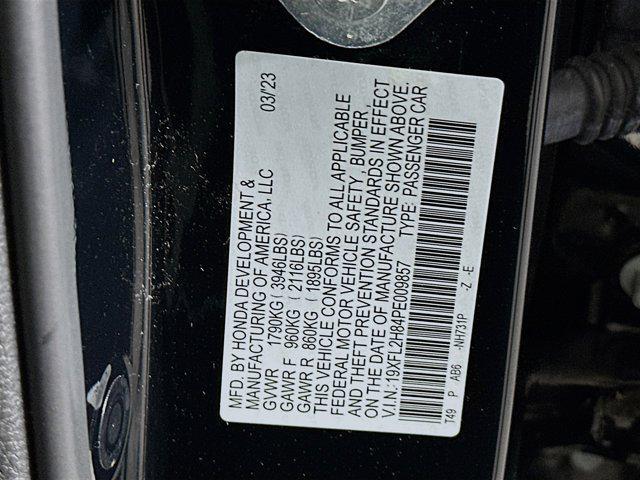 MFD. BY HONDA DEVELOPMENT &
MANUFACTURING OF AMERICA, LLC 03/23
GVWR 1790KG (3946LBS)
GAWR F 960KG (2116LBS)
GAWR R 860KG (1895LBS)
THIS VEHICLE CONFORMS TO ALL APPLICABLE
FEDERAL MOTOR VEHICLE SAFETY, BUMPER,
AND THEFT PREVENTION STANDARDS IN EFFECT
ON THE DATE OF MANUFACTURE SHOWN ABOVE.
V.I.N.: 19XFL2H84PE009857 TYPE: PASSENGER CAR
T49 P AB6 -NH731P -Z -E